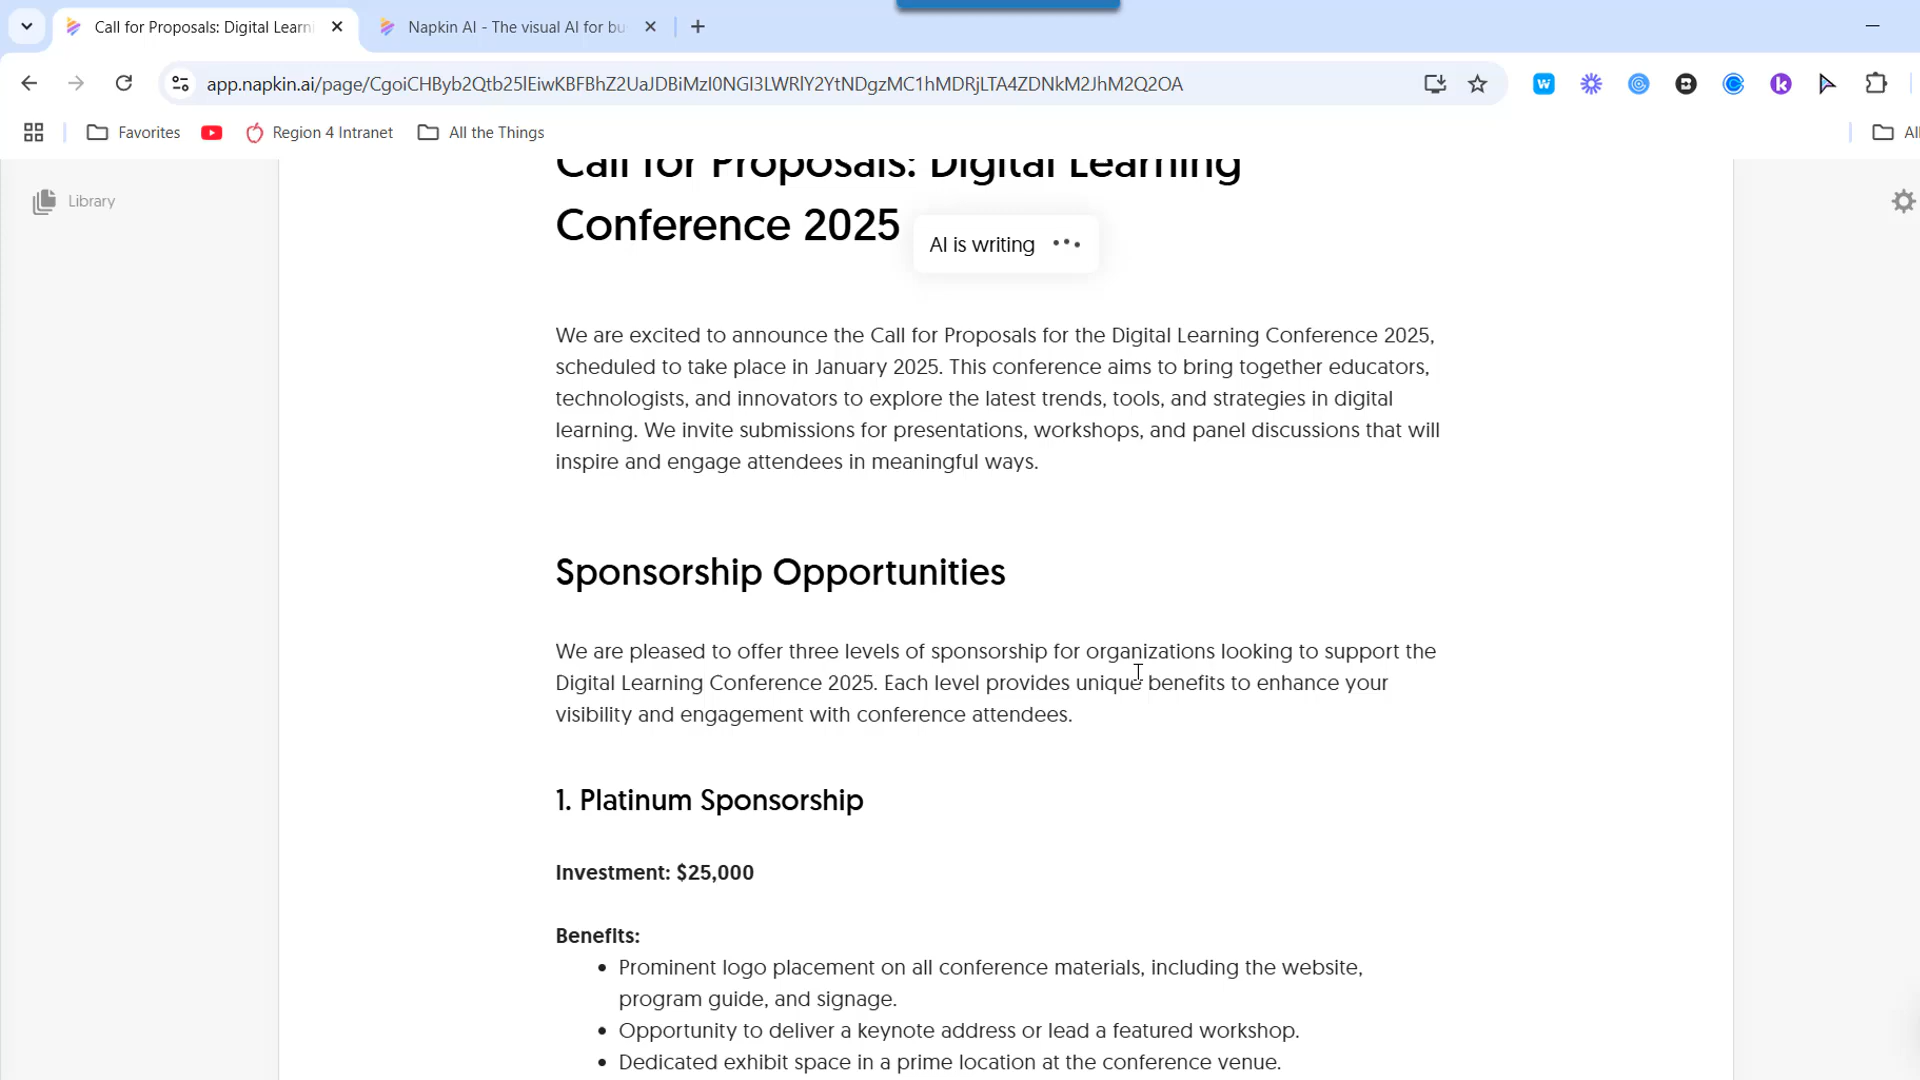 Call for Proposals: Digital Learni
Napkin AI - The visual AI for bu
app.napkin.ai/page/CgoiCHByb2Qtb25lEiwKBFBhZ2UaJDBiMzI0NGI3LWRlY2YtNDgzMC1hMDRjLTA4ZDNkM2JhM2Q2OA
Favorites
Region 4 Intranet
All the Things
All
Library
Call for Proposals: Digital Learning
Conference 2025
AI is writing
We are excited to announce the Call for Proposals for the Digital Learning Conference 2025,
scheduled to take place in January 2025. This conference aims to bring together educators,
technologists, and innovators to explore the latest trends, tools, and strategies in digital
learning. We invite submissions for presentations, workshops, and panel discussions that will
inspire and engage attendees in meaningful ways.
Sponsorship Opportunities
We are pleased to offer three levels of sponsorship for organizations looking to support the
Digital Learning Conference 2025. Each level provides unique benefits to enhance your
visibility and engagement with conference attendees.
1. Platinum Sponsorship
Investment: $25,000
Benefits:
• Prominent logo placement on all conference materials, including the website,
program guide, and signage.
• Opportunity to deliver a keynote address or lead a featured workshop.
• Dedicated exhibit space in a prime location at the conference venue.